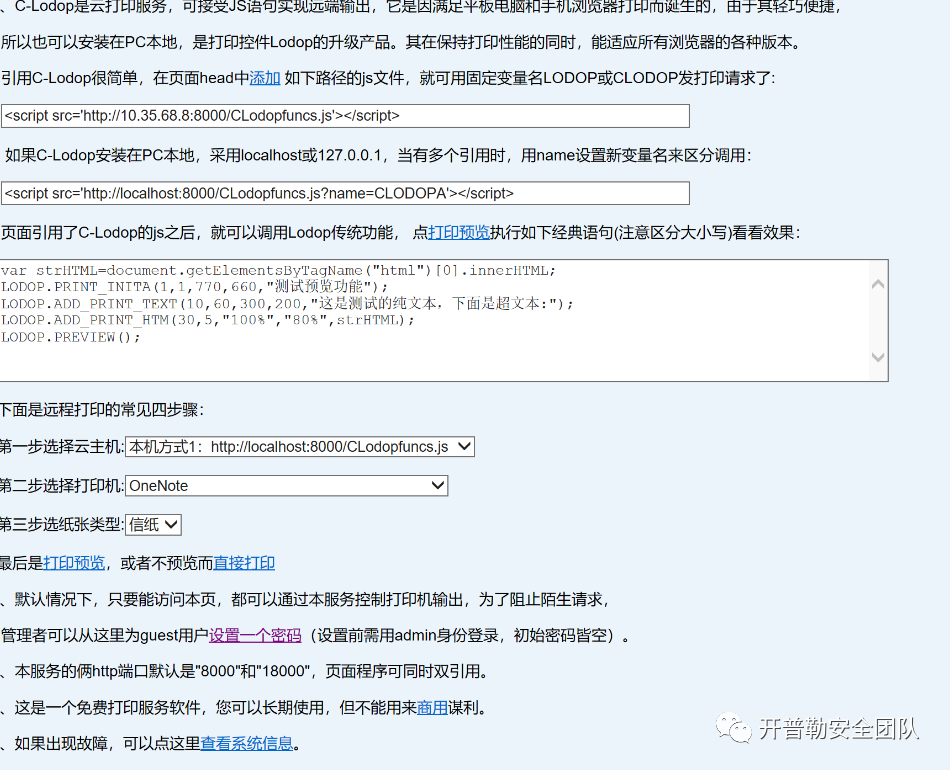 、C-Lodop是云打印服务，可接受JS语句实现远端输出，它是因满足平板电脑和手机浏览器打印而诞生的，由于其轻巧便捷，
所以也可以安装在PC本地，是打印控件Lodop的升级产品。其在保持打印性能的同时，能适应所有浏览器的各种版本。
引用C-Lodop很简单，在页面head中添加 如下路径的js文件，就可用固定变量名LODOP或CLODOP发打印请求了:
<script src='http://10.35.68.8:8000/CLodopfuncs.js'></script>
如果C-Lodop安装在PC本地，采用localhost或127.0.0.1，当有多个引用时，用name设置新变量名来区分调用:
<script src='http://localhost:8000/CLodopfuncs.js?name=CLODOPA'></script>
页面引用了C-Lodop的js之后，就可以调用Lodop传统功能， 点打印预览执行如下经典语句(注意区分大小写)看看效果:
var strHTML=document.getElementsByTagName("html")[0].innerHTML;
LODOP.PRINT_INITA(1,1,770,660,"测试预览功能");
LODOP.ADD_PRINT_TEXT(10,60,300,200,"这是测试的纯文本，下面是超文本:");
LODOP.ADD_PRINT_HTM(30,5,"100%","80%",strHTML);
LODOP.PREVIEW();
下面是远程打印的常见四步骤:
第一步选择云主机:本机方式1：http://localhost:8000/CLodopfuncs.js
第二步选择打印机:OneNote
第三步选纸张类型:信纸
最后是打印预览，或者不预览而直接打印
、默认情况下，只要能访问本页，都可以通过本服务控制打印机输出，为了阻止陌生请求，
管理者可以从这里为guest用户设置一个密码（设置前需用admin身份登录，初始密码皆空）。
、本服务的俩http端口默认是"8000"和"18000"，页面程序可同时双引用。
、这是一个免费打印服务软件，您可以长期使用，但不能用来商用谋利。
、如果出现故障，可以点这里查看系统信息。
开普勒安全团队